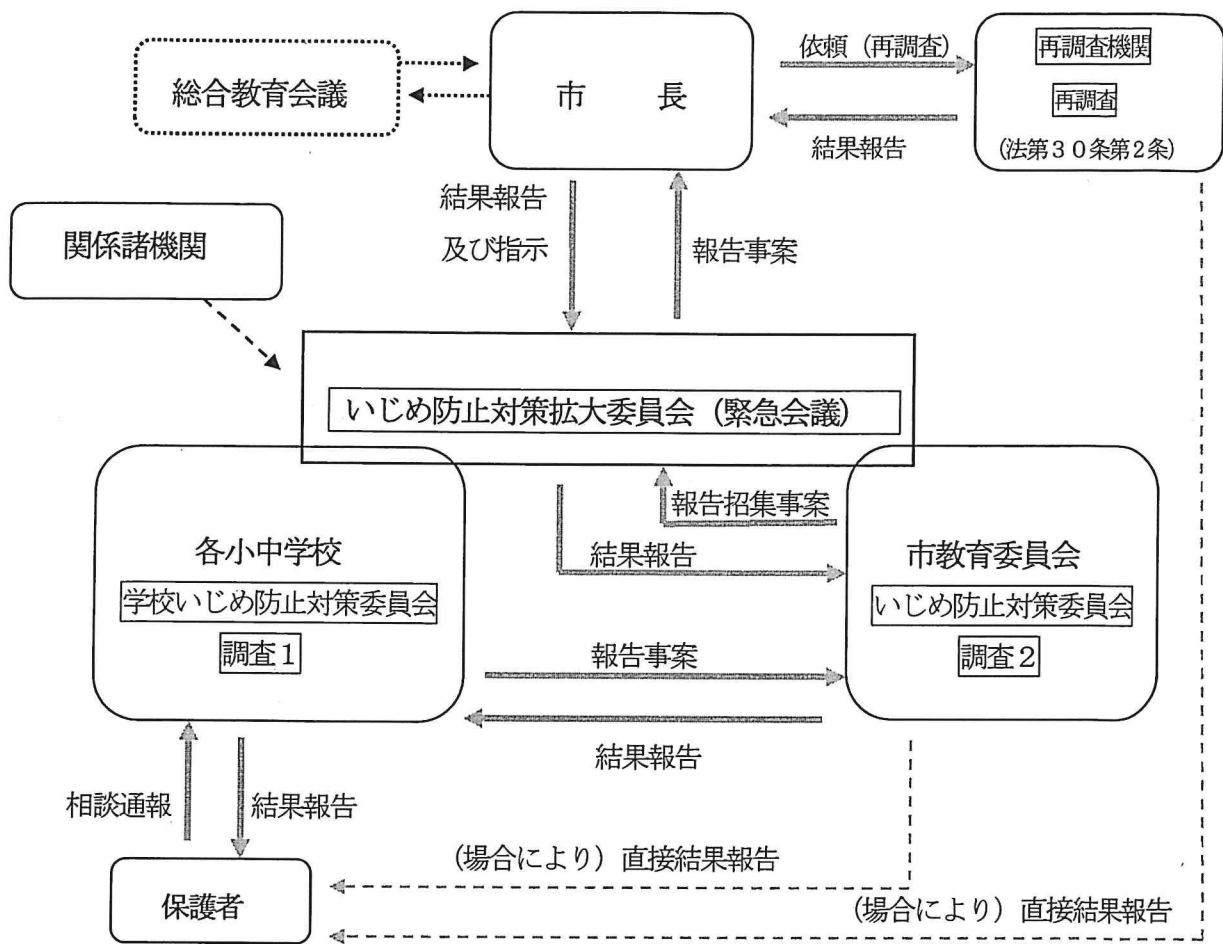 総合教育会議
市　長
依頼（再調査）
結果報告
再調査機関
再調査
(法第３０条第２条)
関係諸機関
結果報告
及び指示
報告事案
いじめ防止対策拡大委員会（緊急会議）
報告招集事案
結果報告
各小中学校
学校いじめ防止対策委員会
調査１
市教育委員会
いじめ防止対策委員会
調査２
報告事案
結果報告
相談通報
結果報告
保護者
（場合により）直接結果報告
（場合により）直接結果報告